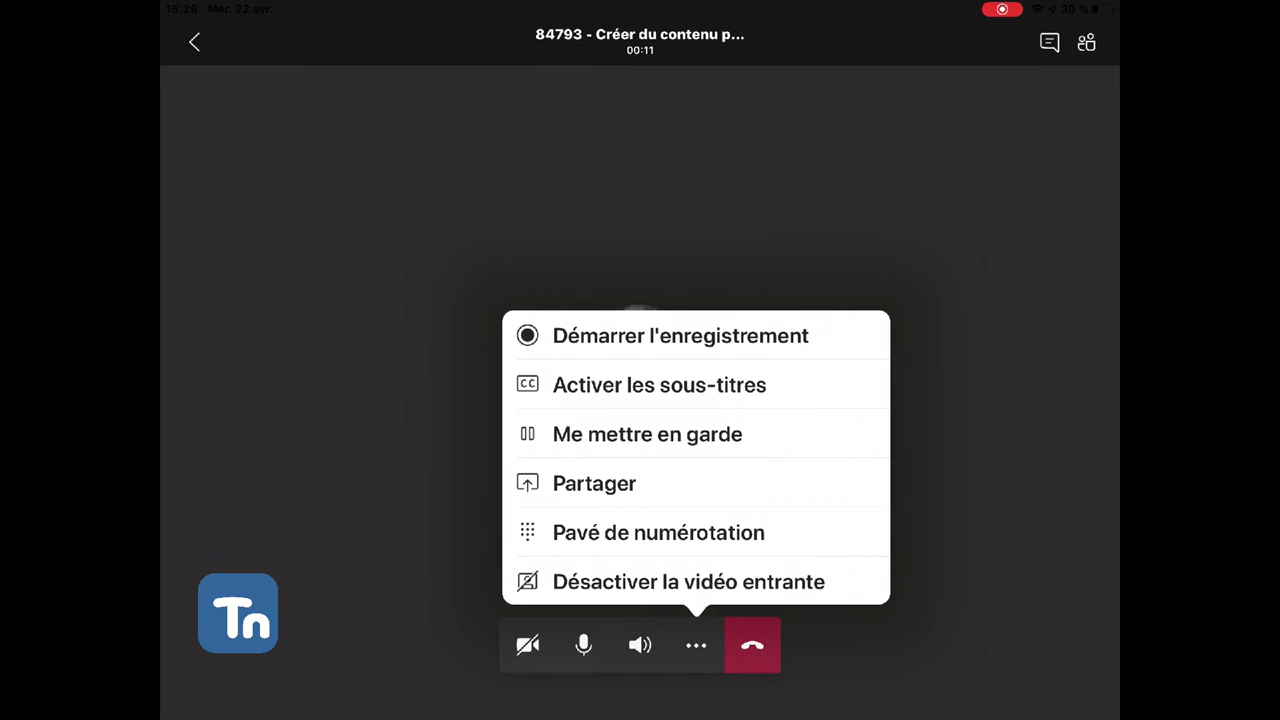 15:28 Mer. 22 avr.
30 %
84793 - Créer du contenu p...
00:11
Démarrer l'enregistrement
CC Activer les sous-titres
Me mettre en garde
Partager
Pavé de numérotation
Désactiver la vidéo entrante
Tn